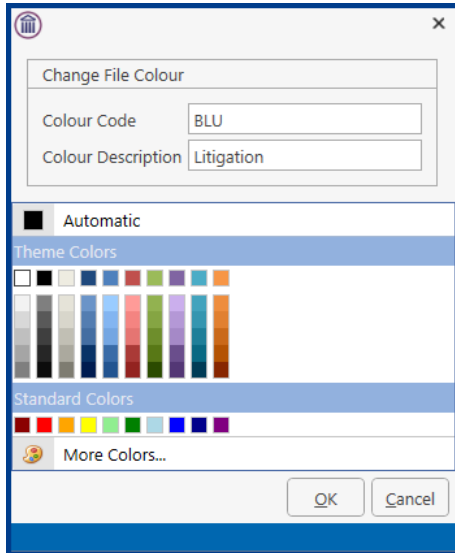 Change File Colour
Colour Code BLU
Colour Description Litigation
Automatic
Theme Colors
Standard Colors
More Colors...
OK Cancel